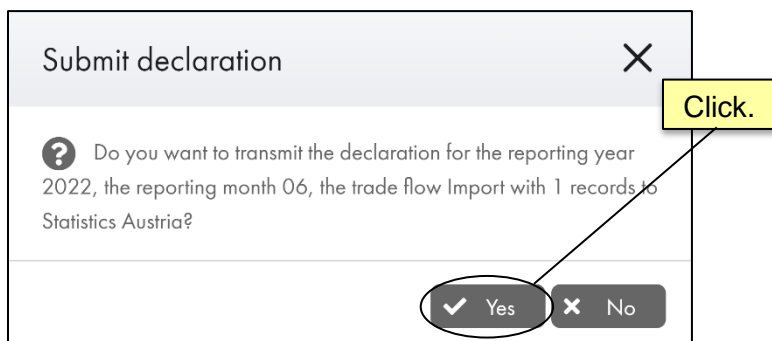 Submit declaration
Click.
Do you want to transmit the declaration for the reporting year
2022, the reporting month 06, the trade flow Import with 1 records to
Statistics Austria?
Yes
No